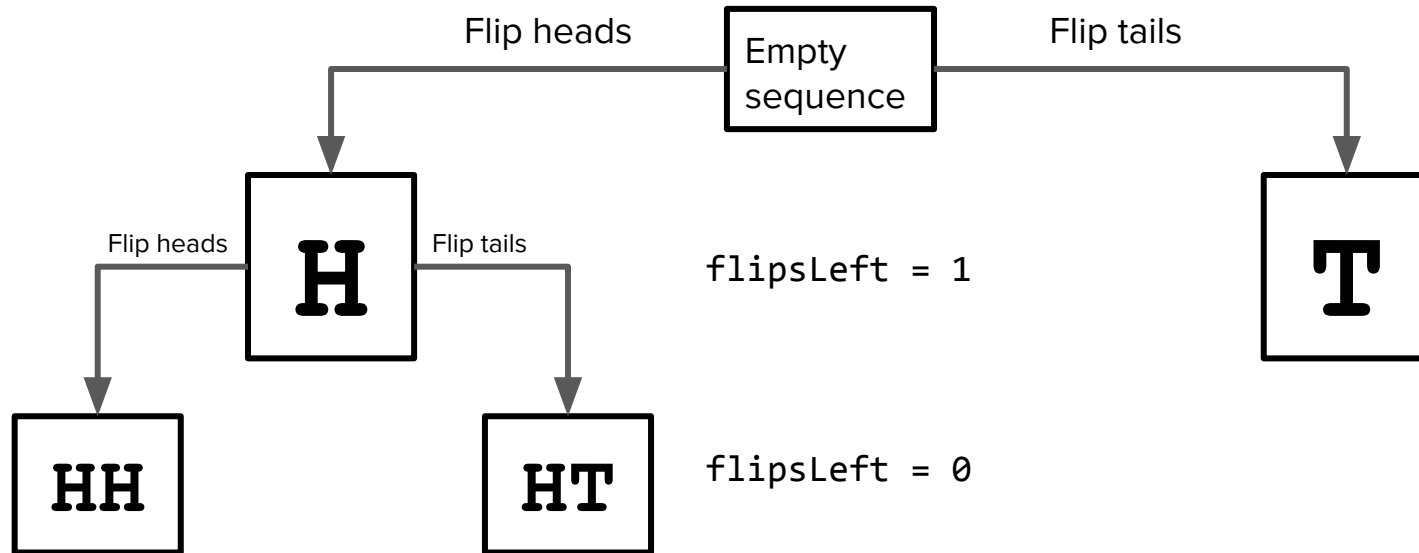 Flip heads
Empty
sequence
Flip tails
H
T
Flip heads
Flip tails
flipsLeft = 1
HH
HT
flipsLeft = 0